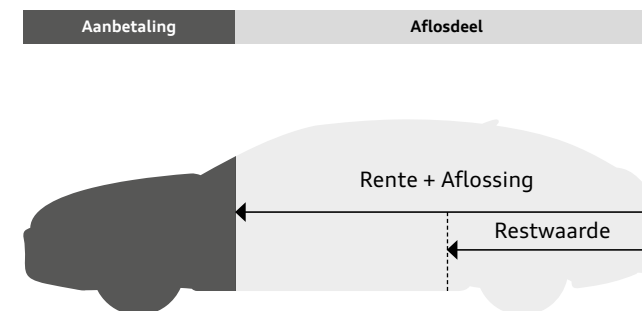 Aanbetaling
Aflosdeel
Rente + Aflossing
Restwaarde